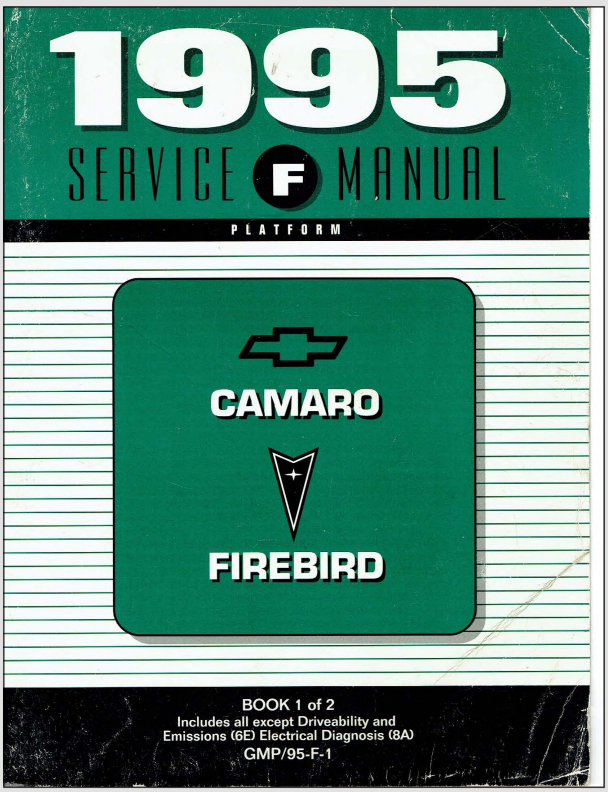 1995
SERVICE F MANUAL
PLATFORM
CAMARO
FIREBIRD
BOOK 1 of 2
Includes all except Driveability and
Emissions (6E) Electrical Diagnosis (8A)
GMP/95-F-1